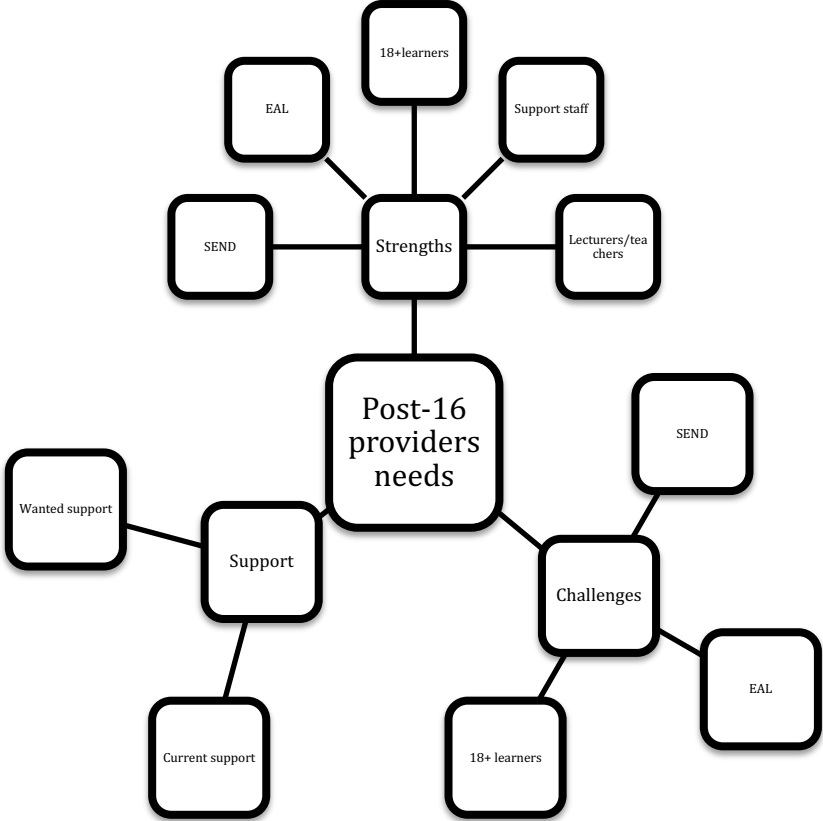 18+learners
EAL
Support staff
SEND
Strengths
Lecturers/tea
chers
Post-16
providers
needs
SEND
Wanted support
Support
Challenges
EAL
Current support
18+ learners